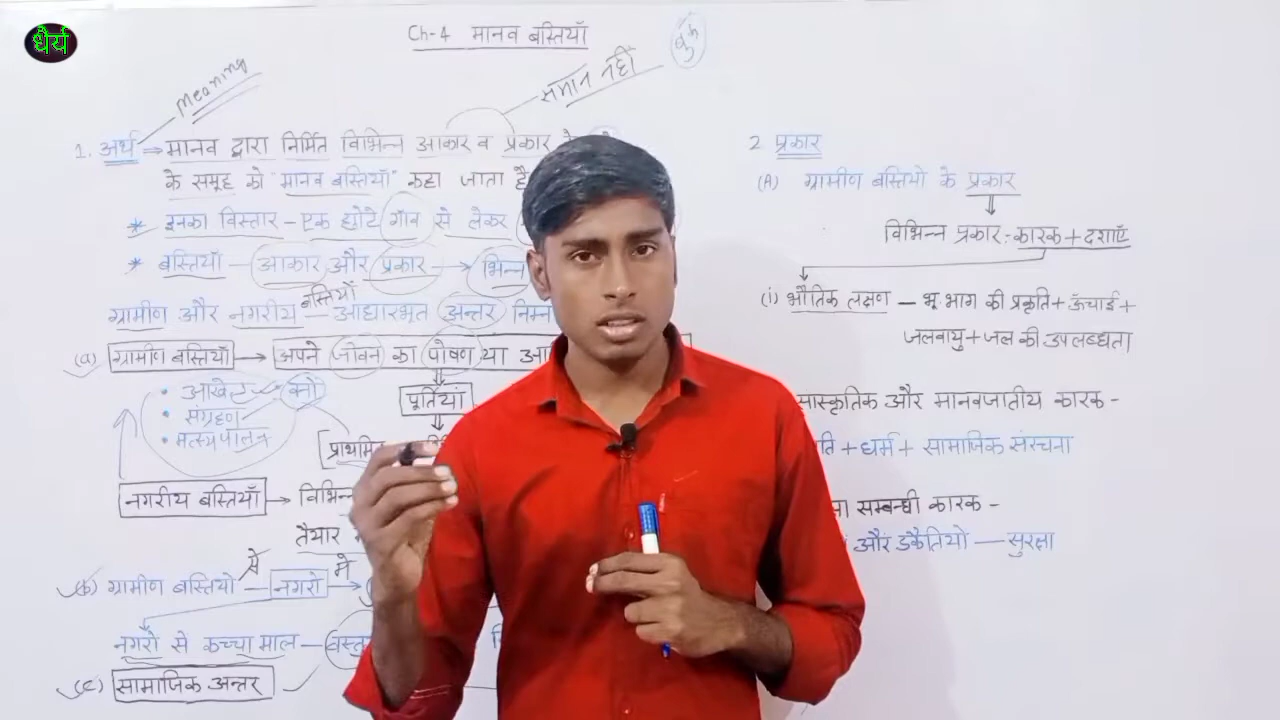 धैर्य
Ch-4 मानव बस्तियाँ
समान नहीं
Meaning
1. अर्थ ⇒ मानव द्वारा निर्मित विभिन्न आकार व प्रकार
के समूह को "मानव बस्तियाँ" कहा जाता है
* इनका विस्तार - एक छोटे गाँव से लेकर
* बस्तियाँ - आकार और प्रकार → भिन्न
बस्तियों
ग्रामीण और नगरीय - आधारभूत अन्तर निम्न
(a) ग्रामीण बस्तियाँ → अपने जीवन का पोषण या
• आखेट
• संग्रहण
• मत्स्यपालन
पूर्तियां
नगरीय बस्तियाँ →
तैयार
से में
(b) ग्रामीण बस्तियो - नगरो →
नगरो से कच्चा माल -
(c) सामाजिक अन्तर
2 प्रकार
(A) ग्रामीण बस्तियो के प्रकार
विभिन्न प्रकार:- कारक + दशाएँ
(i) भौतिक लक्षण - भू भाग की प्रकृति + ऊँचाई +
जलवायु + जल की उपलब्धता
सास्कृतिक और मानवजातीय कारक -
+ धर्म + सामाजिक संरचना
सम्बन्धी कारक -
और डकैतियो - सुरक्षा